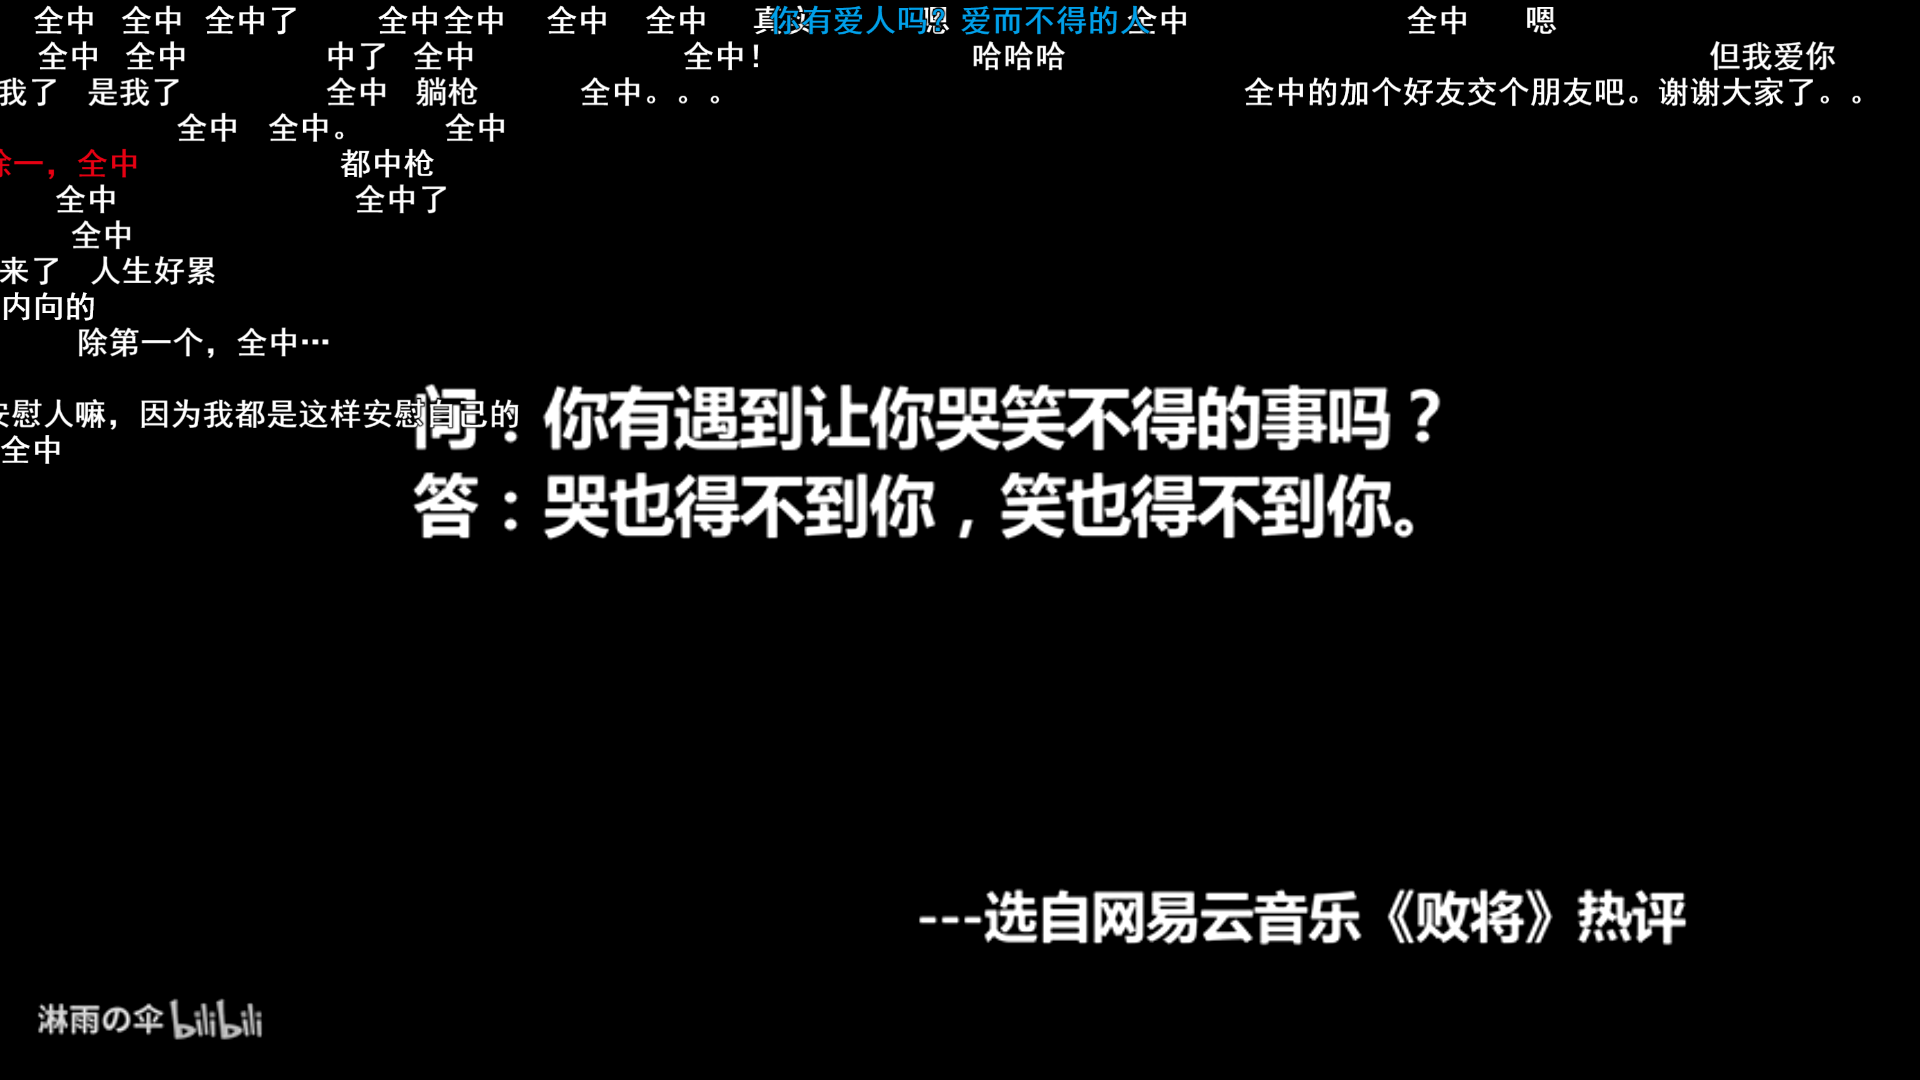 全中 全中 全中了 全中 全中 全中 全中 真实 你有爱人吗？爱而不得的人 嗯 全中 全中 嗯
全中 全中 中了 全中 全中！ 哈哈哈 但我爱你
我了 是我了 全中 躺枪 全中。。。 全中的加个好友交个朋友吧。谢谢大家了。。
全中 全中。 全中
除一，全中 都中枪
全中 全中了
全中
来了 人生好累
内向的
除第一个，全中…
安慰人嘛，因为我都是这样安慰自己的
问：你有遇到让你哭笑不得的事吗？
全中
答：哭也得不到你，笑也得不到你。
---选自网易云音乐《败将》热评
淋雨の伞 bilibili